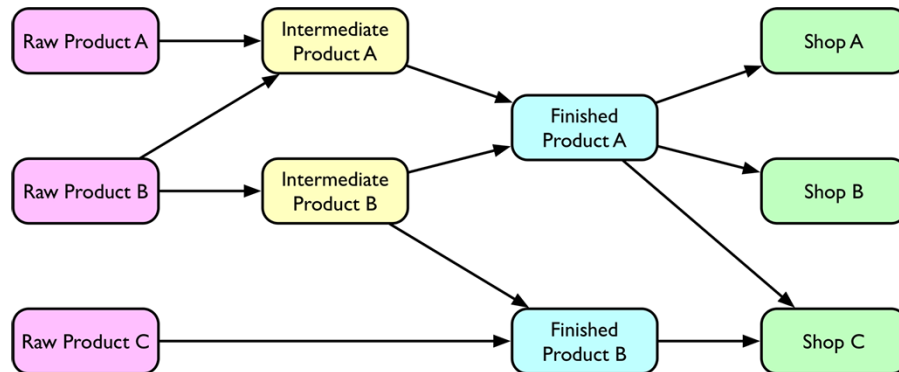 Raw Product A
Intermediate
Product A
Shop A
Finished
Product A
Raw Product B
Intermediate
Product B
Shop B
Raw Product C
Finished
Product B
Shop C